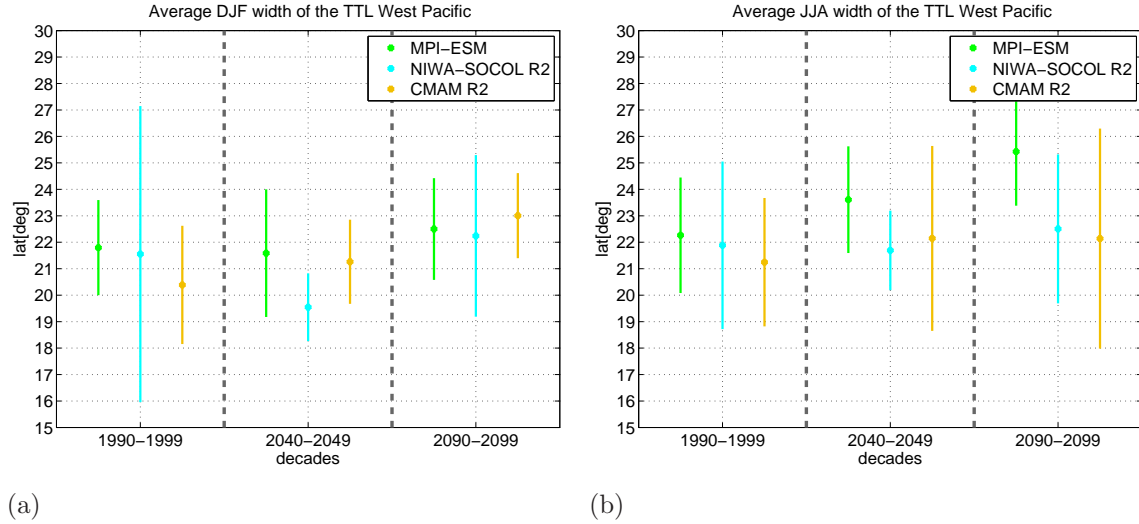 Average DJF width of the TTL West Pacific
30
29
28
27
26
25
24
23
22
21
20
19
18
17
16
15
lat[deg]
MPI−ESM
NIWA−SOCOL R2
CMAM R2
1990−1999
2040−2049
2090−2099
decades
(a)
Average JJA width of the TTL West Pacific
30
29
28
27
26
25
24
23
22
21
20
19
18
17
16
15
lat[deg]
MPI−ESM
NIWA−SOCOL R2
CMAM R2
1990−1999
2040−2049
2090−2099
decades
(b)